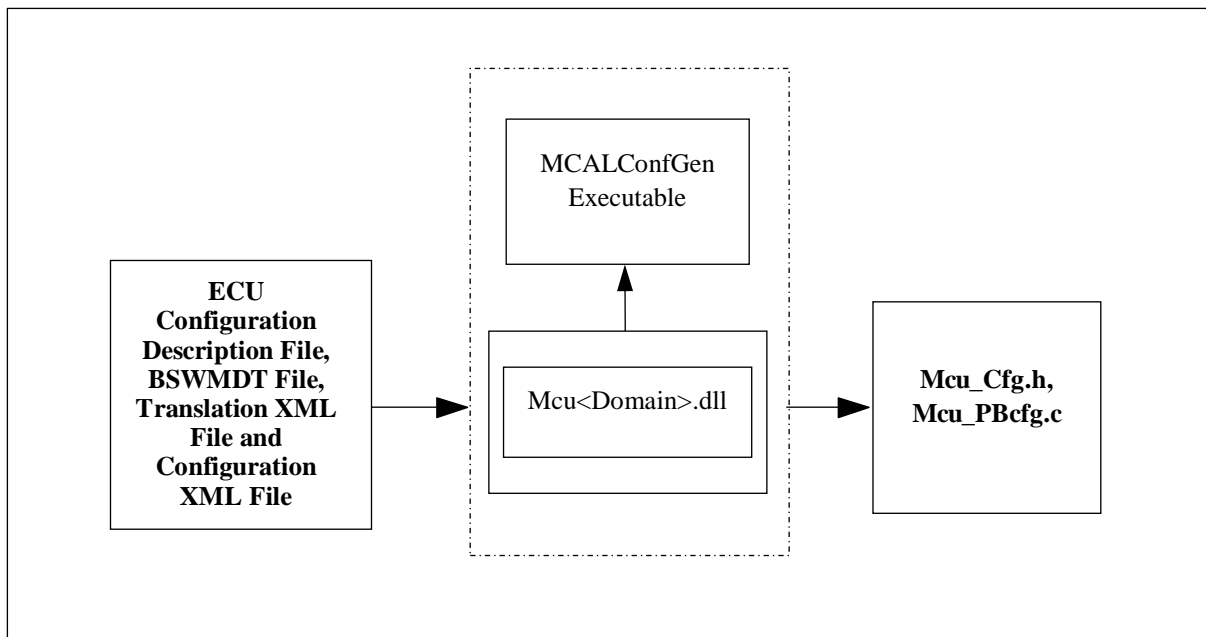 ECU
Configuration
Description File,
BSWMDT File,
Translation XML
File and
Configuration
XML File
MCALConfGen
Executable
Mcu<Domain>.dll
Mcu_Cfg.h,
Mcu_PBcfg.c